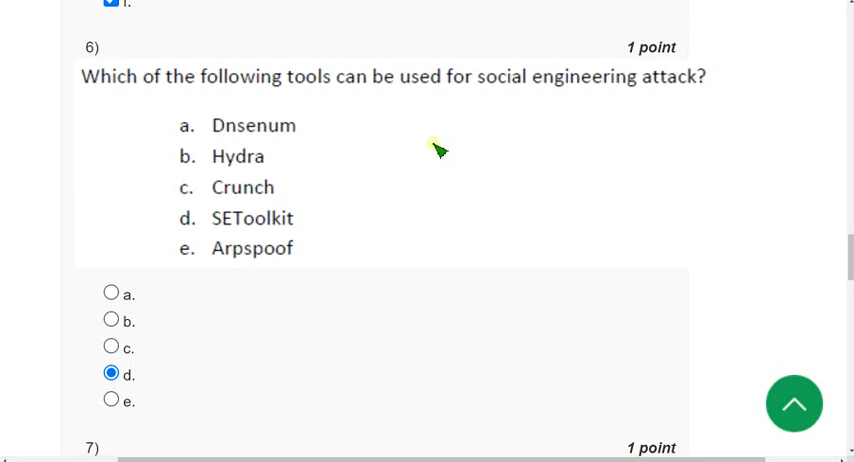 6) 1 point
Which of the following tools can be used for social engineering attack?
a. Dnsenum
b. Hydra
c. Crunch
d. SEToolkit
e. Arpspoof
a.
b.
c.
d.
e.
7) 1 point